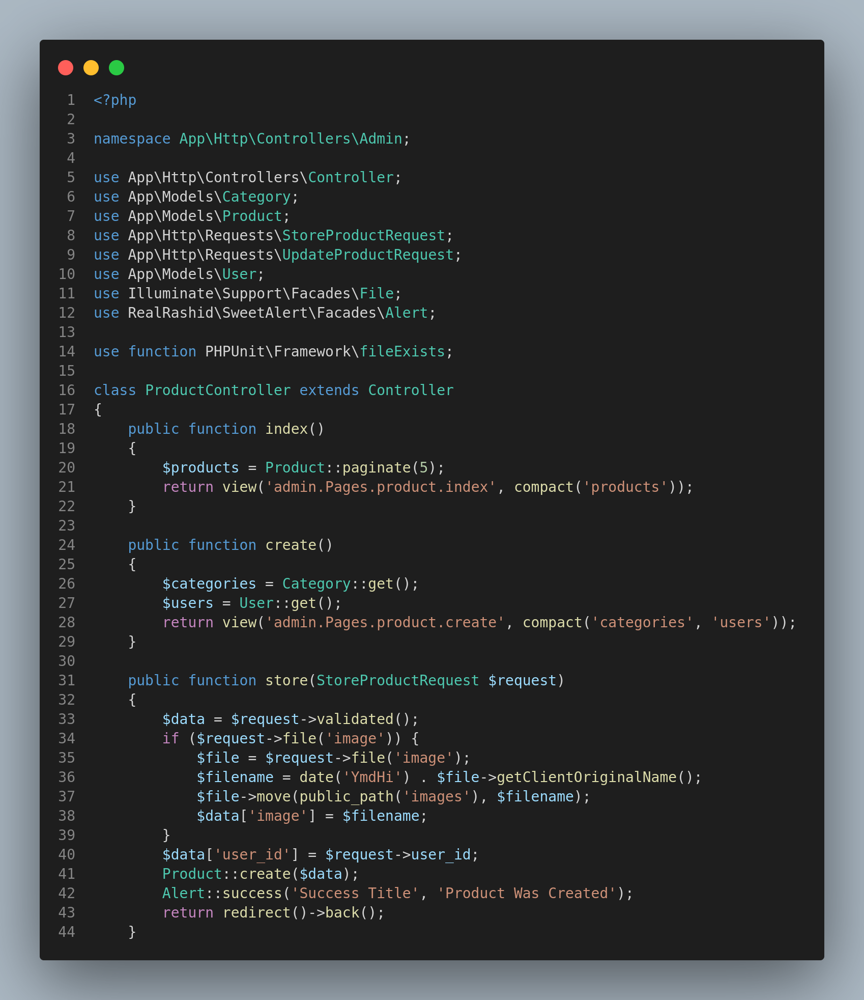 1 <?php
2
3 namespace App\Http\Controllers\Admin;
4
5 use App\Http\Controllers\Controller;
6 use App\Models\Category;
7 use App\Models\Product;
8 use App\Http\Requests\StoreProductRequest;
9 use App\Http\Requests\UpdateProductRequest;
10 use App\Models\User;
11 use Illuminate\Support\Facades\File;
12 use RealRashid\SweetAlert\Facades\Alert;
13
14 use function PHPUnit\Framework\fileExists;
15
16 class ProductController extends Controller
17 {
18     public function index()
19     {
20         $products = Product::paginate(5);
21         return view('admin.Pages.product.index', compact('products'));
22     }
23
24     public function create()
25     {
26         $categories = Category::get();
27         $users = User::get();
28         return view('admin.Pages.product.create', compact('categories', 'users'));
29     }
30
31     public function store(StoreProductRequest $request)
32     {
33         $data = $request->validated();
34         if ($request->file('image')) {
35             $file = $request->file('image');
36             $filename = date('YmdHi') . $file->getClientOriginalName();
37             $file->move(public_path('images'), $filename);
38             $data['image'] = $filename;
39         }
40         $data['user_id'] = $request->user_id;
41         Product::create($data);
42         Alert::success('Success Title', 'Product Was Created');
43         return redirect()->back();
44     }